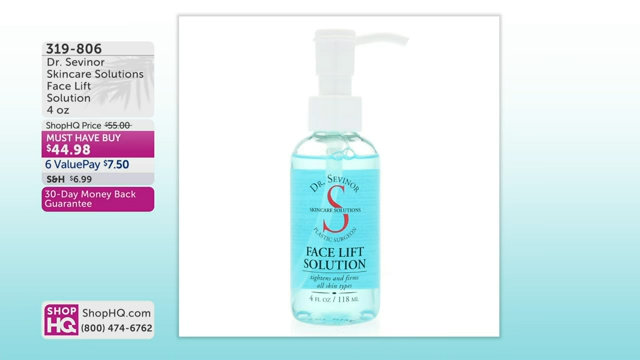 319-806
Dr. Sevinor
Skincare Solutions
Face Lift
Solution
4 oz
ShopHQ Price $55.00
MUST HAVE BUY
$44.98
6 ValuePay $7.50
S&H $6.99
30-Day Money Back
Guarantee
SHOP
HQ
ShopHQ.com
(800) 474-6762
DR. SEVINOR
S
SKINCARE SOLUTIONS
PLASTIC SURGEON
FACE LIFT
SOLUTION
tightens and firms
all skin types
4 fl oz / 118 ML